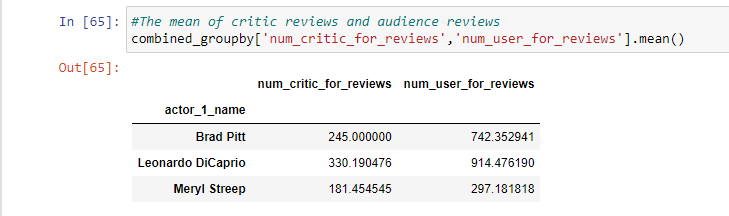 In [65]: #The mean of critic reviews and audience reviews
combined_groupby['num_critic_for_reviews','num_user_for_reviews'].mean()
Out[65]:
num_critic_for_reviews num_user_for_reviews
actor_1_name
Brad Pitt 245.000000 742.352941
Leonardo DiCaprio 330.190476 914.476190
Meryl Streep 181.454545 297.181818